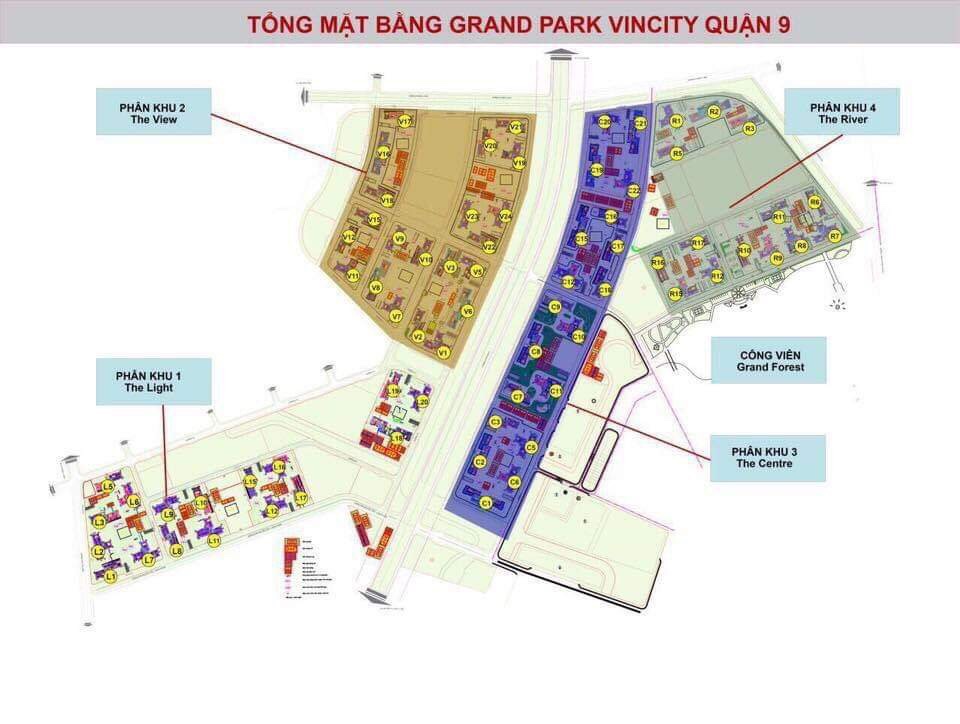 TỔNG MẶT BẰNG GRAND PARK VINCITY QUẬN 9
PHÂN KHU 2
The View
PHÂN KHU 4
The River
PHÂN KHU 1
The Light
CÔNG VIÊN
Grand Forest
PHÂN KHU 3
The Centre
V17
V16
V18
V21
V20
V19
V23
V24
V22
V15
V12
V9
V10
V11
V8
V7
V3
V5
V6
V2
V1
C20
C21
C19
C22
C16
C15
C17
C12
C18
C9
C10
C8
C7
C11
C3
C5
C2
C6
C1
R1
R2
R3
R5
R6
R11
R7
R8
R10
R9
R17
R16
R12
R15
L19
L20
L18
L5
L6
L3
L2
L7
L1
L9
L10
L8
L11
L16
L15
L17
L12